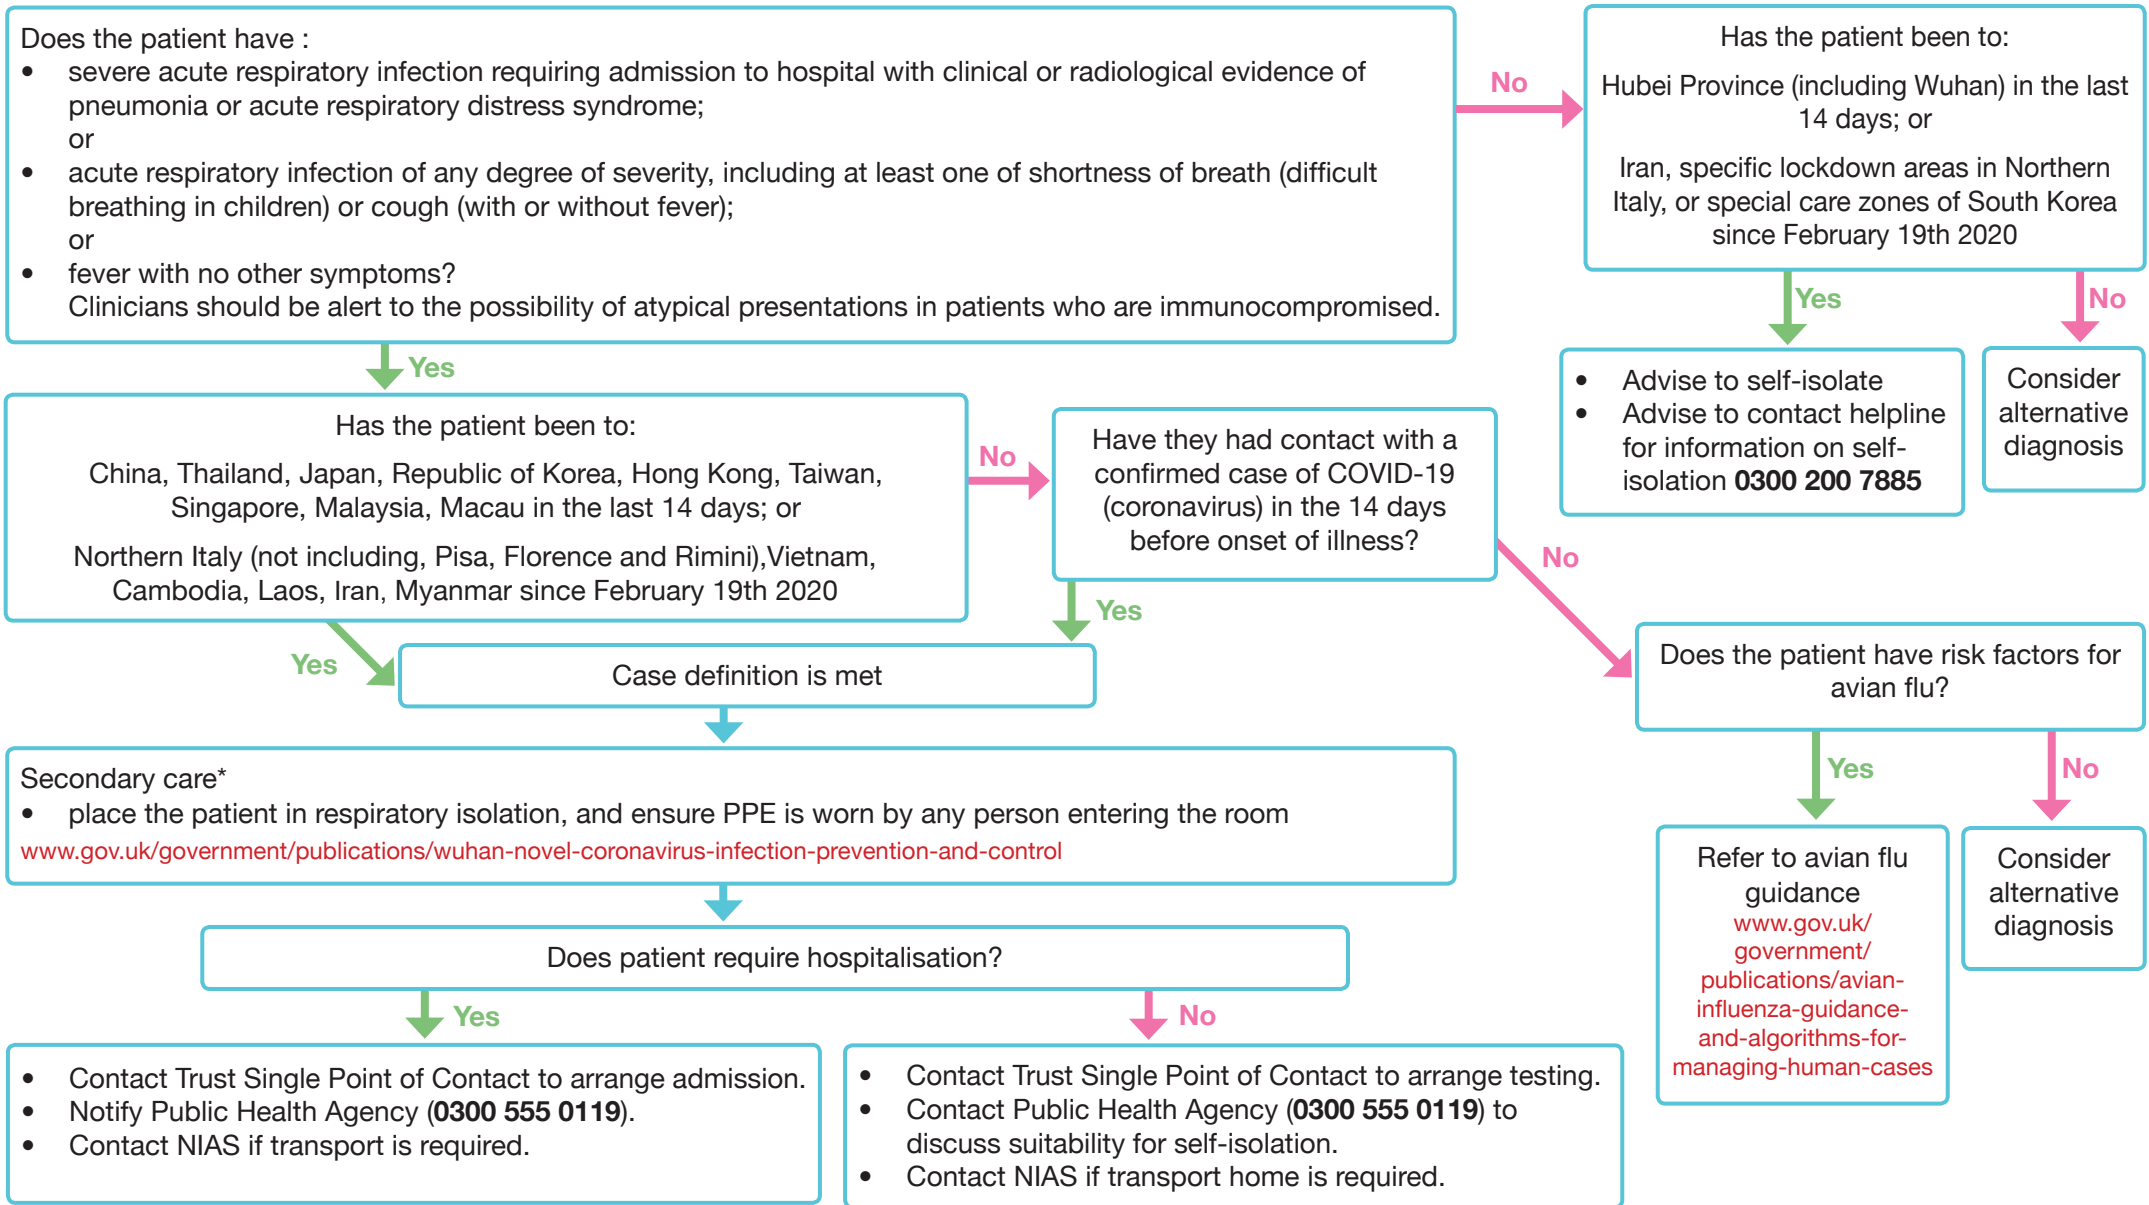 Does the patient have :
• severe acute respiratory infection requiring admission to hospital with clinical or radiological evidence of
pneumonia or acute respiratory distress syndrome;
or
• acute respiratory infection of any degree of severity, including at least one of shortness of breath (difficult
breathing in children) or cough (with or without fever);
or
• fever with no other symptoms?
Clinicians should be alert to the possibility of atypical presentations in patients who are immunocompromised.
No
Has the patient been to:
Hubei Province (including Wuhan) in the last
14 days; or
Iran, specific lockdown areas in Northern
Italy, or special care zones of South Korea
since February 19th 2020
Yes
No
• Advise to self-isolate
• Advise to contact helpline
for information on self-
isolation 0300 200 7885
Consider
alternative
diagnosis
Yes
Has the patient been to:
China, Thailand, Japan, Republic of Korea, Hong Kong, Taiwan,
Singapore, Malaysia, Macau in the last 14 days; or
Northern Italy (not including, Pisa, Florence and Rimini),Vietnam,
Cambodia, Laos, Iran, Myanmar since February 19th 2020
No
Have they had contact with a
confirmed case of COVID-19
(coronavirus) in the 14 days
before onset of illness?
No
Yes
Yes
Case definition is met
Does the patient have risk factors for
avian flu?
Yes
No
Refer to avian flu
guidance
www.gov.uk/
government/
publications/avian-
influenza-guidance-
and-algorithms-for-
managing-human-cases
Consider
alternative
diagnosis
Secondary care*
• place the patient in respiratory isolation, and ensure PPE is worn by any person entering the room
www.gov.uk/government/publications/wuhan-novel-coronavirus-infection-prevention-and-control
Does patient require hospitalisation?
Yes
No
• Contact Trust Single Point of Contact to arrange admission.
• Notify Public Health Agency (0300 555 0119).
• Contact NIAS if transport is required.
• Contact Trust Single Point of Contact to arrange testing.
• Contact Public Health Agency (0300 555 0119) to
discuss suitability for self-isolation.
• Contact NIAS if transport home is required.